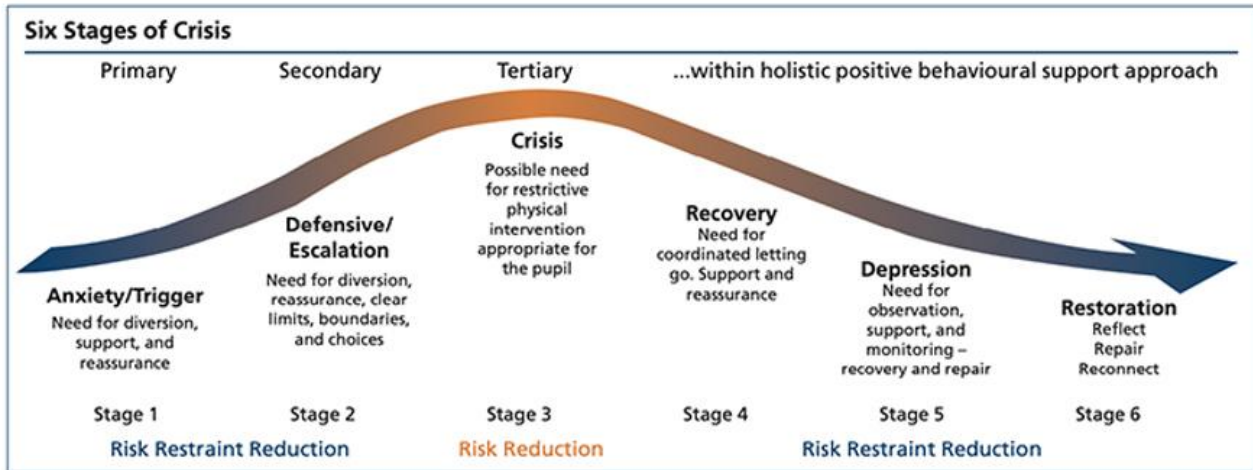 Six Stages of Crisis
Primary
Secondary
Tertiary
...within holistic positive behavioural support approach
Anxiety/Trigger
Need for diversion,
support, and
reassurance
Defensive/
Escalation
Need for diversion,
reassurance, clear
limits, boundaries,
and choices
Crisis
Possible need
for restrictive
physical
intervention
appropriate for
the pupil
Recovery
Need for
coordinated letting
go. Support and
reassurance
Depression
Need for
observation,
support, and
monitoring –
recovery and repair
Restoration
Reflect
Repair
Reconnect
Stage 1
Stage 2
Stage 3
Stage 4
Stage 5
Stage 6
Risk Restraint Reduction
Risk Reduction
Risk Restraint Reduction